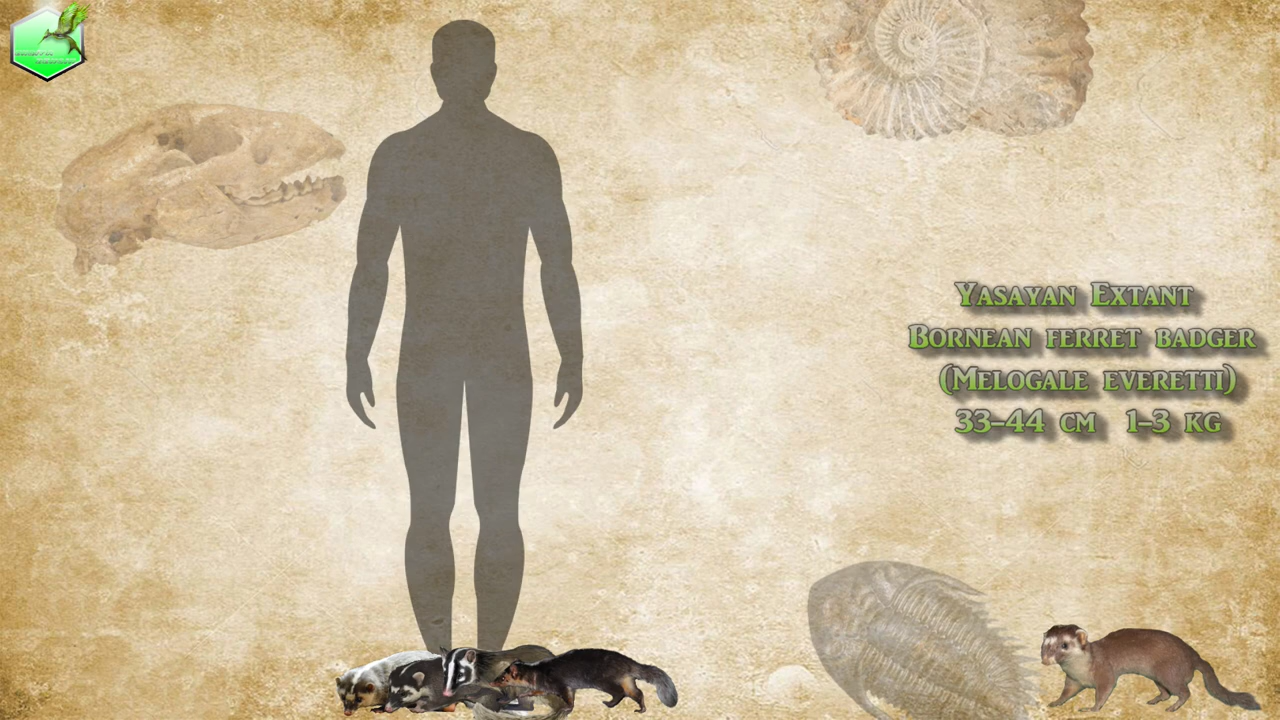 Yasayan Extant
Bornean ferret badger
(Melogale everetti)
33-44 cm 1-3 kg